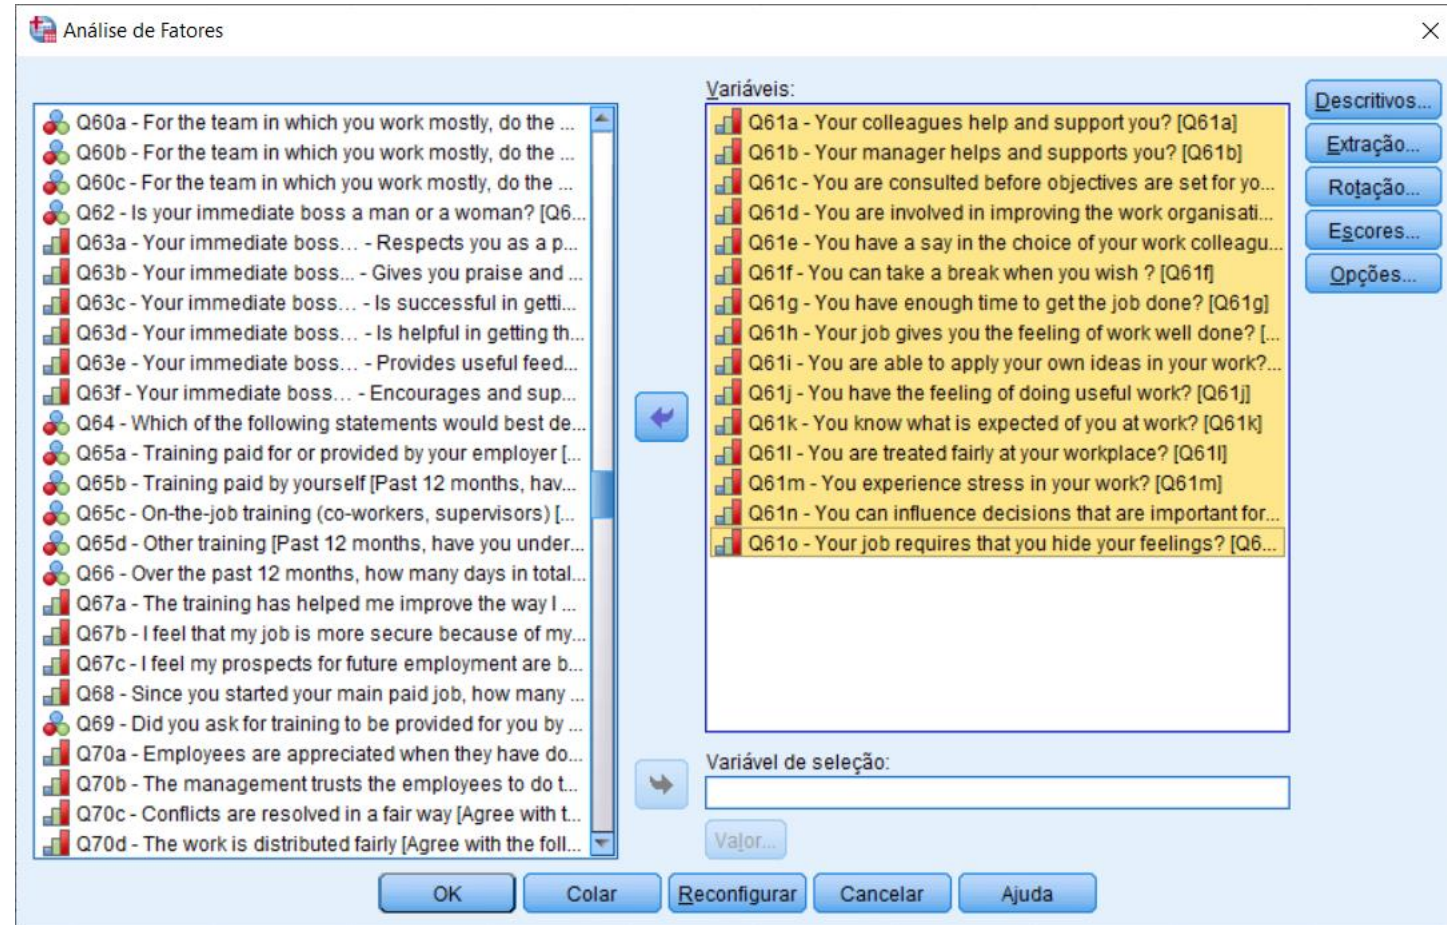 Análise de Fatores
Q60a - For the team in which you work mostly, do the ...
Q60b - For the team in which you work mostly, do the ...
Q60c - For the team in which you work mostly, do the ...
Q62 - Is your immediate boss a man or a woman? [Q6...
Q63a - Your immediate boss... - Respects you as a p...
Q63b - Your immediate boss... - Gives you praise and ...
Q63c - Your immediate boss... - Is successful in getti...
Q63d - Your immediate boss... - Is helpful in getting th...
Q63e - Your immediate boss... - Provides useful feed...
Q63f - Your immediate boss... - Encourages and sup...
Q64 - Which of the following statements would best de...
Q65a - Training paid for or provided by your employer [...
Q65b - Training paid by yourself [Past 12 months, hav...
Q65c - On-the-job training (co-workers, supervisors) [...
Q65d - Other training [Past 12 months, have you under...
Q66 - Over the past 12 months, how many days in total...
Q67a - The training has helped me improve the way I ...
Q67b - I feel that my job is more secure because of my...
Q67c - I feel my prospects for future employment are b...
Q68 - Since you started your main paid job, how many ...
Q69 - Did you ask for training to be provided for you by ...
Q70a - Employees are appreciated when they have do...
Q70b - The management trusts the employees to do t...
Q70c - Conflicts are resolved in a fair way [Agree with t...
Q70d - The work is distributed fairly [Agree with the foll...
Variáveis:
Q61a - Your colleagues help and support you? [Q61a]
Q61b - Your manager helps and supports you? [Q61b]
Q61c - You are consulted before objectives are set for yo...
Q61d - You are involved in improving the work organisati...
Q61e - You have a say in the choice of your work colleagu...
Q61f - You can take a break when you wish ? [Q61f]
Q61g - You have enough time to get the job done? [Q61g]
Q61h - Your job gives you the feeling of work well done? [...
Q61i - You are able to apply your own ideas in your work?...
Q61j - You have the feeling of doing useful work? [Q61j]
Q61k - You know what is expected of you at work? [Q61k]
Q61l - You are treated fairly at your workplace? [Q61l]
Q61m - You experience stress in your work? [Q61m]
Q61n - You can influence decisions that are important for...
Q61o - Your job requires that you hide your feelings? [Q6...
Variável de seleção:
Valor...
Descritivos...
Extração...
Rotação...
Escores...
Opções...
OK Colar Reconfigurar Cancelar Ajuda